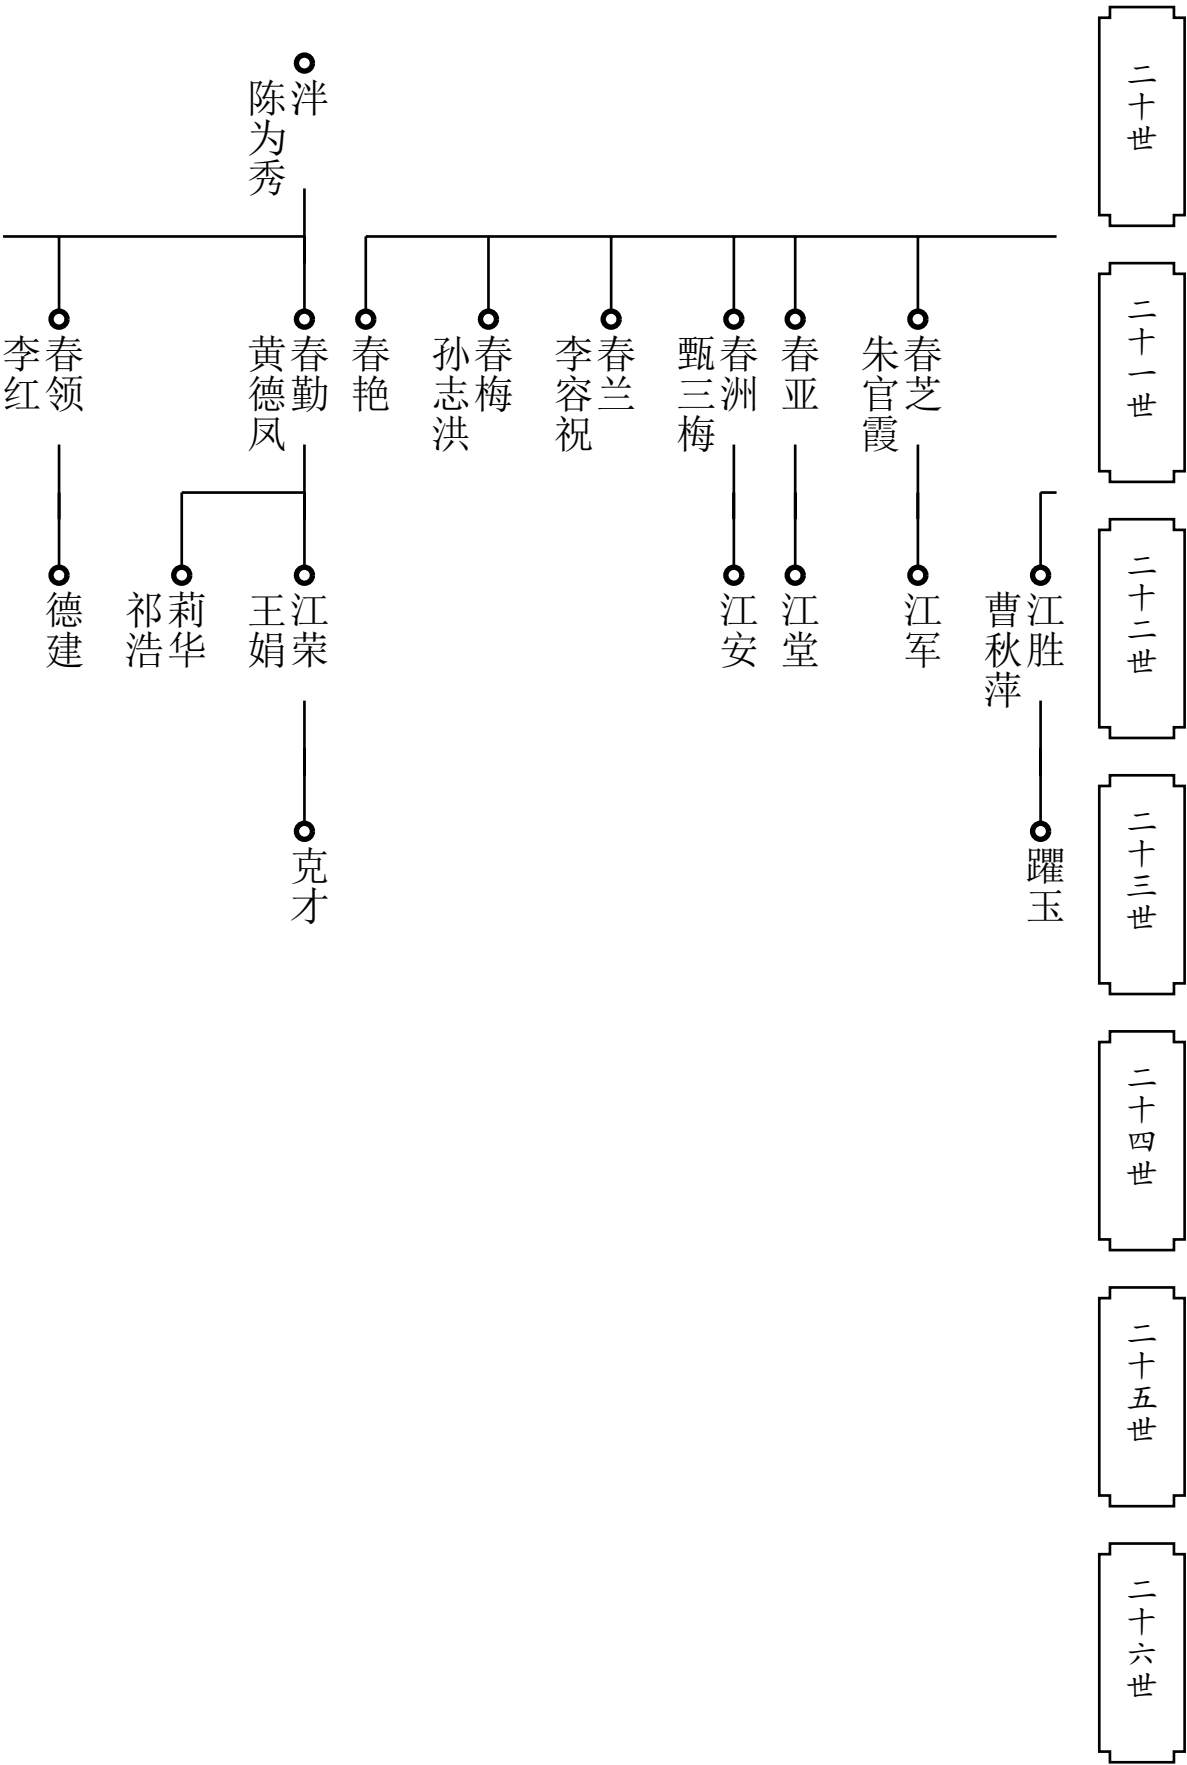 二十世
二十一世
二十二世
二十三世
二十四世
二十五世
二十六世
泮
陈为秀
春芝
朱官霞
春亚
春洲
甄三梅
春兰
李容祝
春梅
孙志洪
春艳
春勤
黄德凤
春领
李红
江胜
曹秋萍
江军
江堂
江安
江荣
王娟
莉华
祁浩
德建
躍玉
克才